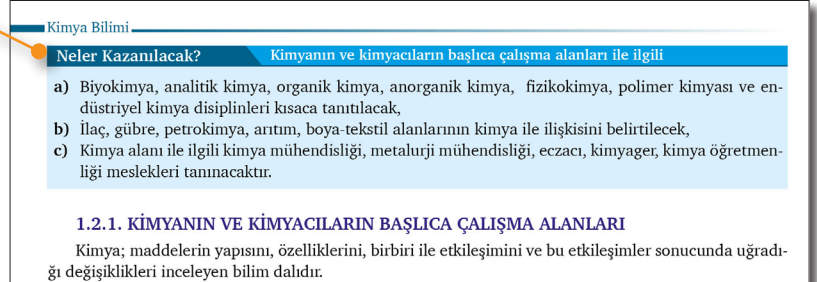 Kimya Bilimi
Neler Kazanılacak? Kimyanın ve kimyacıların başlıca çalışma alanları ile ilgili
a) Biyokimya, analitik kimya, organik kimya, anorganik kimya, fizikokimya, polimer kimyası ve en-
düstriyel kimya disiplinleri kısaca tanıtılacak,
b) İlaç, gübre, petrokimya, arıtım, boya-tekstil alanlarının kimya ile ilişkisini belirtilecek,
c) Kimya alanı ile ilgili kimya mühendisliği, metalurji mühendisliği, eczacı, kimyager, kimya öğretmen-
liği meslekleri tanınacaktır.
1.2.1. KİMYANIN VE KİMYACILARIN BAŞLICA ÇALIŞMA ALANLARI
Kimya; maddelerin yapısını, özelliklerini, birbiri ile etkileşimini ve bu etkileşimler sonucunda uğradı-
ğı değişiklikleri inceleyen bilim dalıdır.